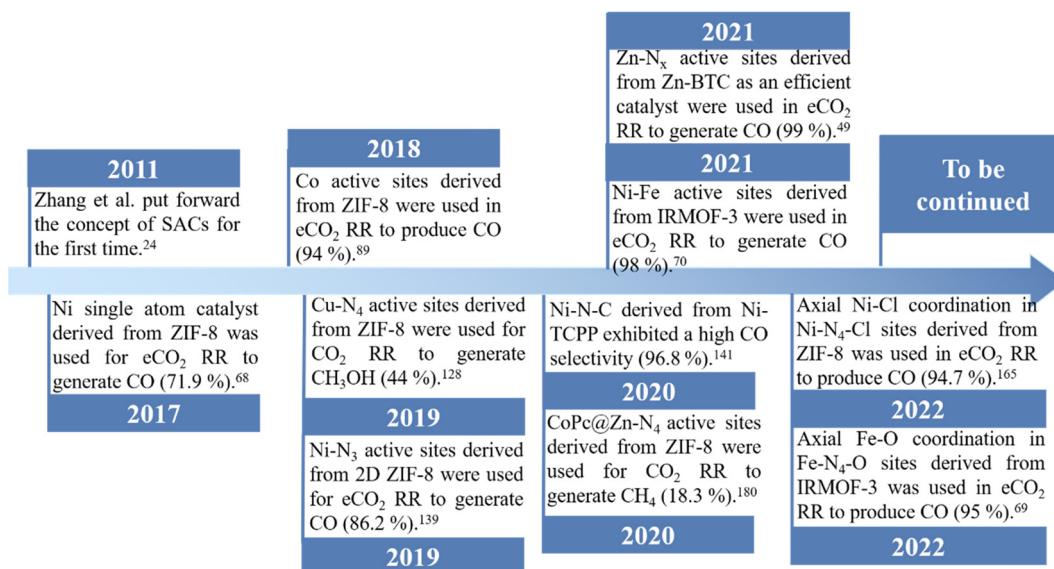 2011
Zhang et al. put forward
the concept of SACs for
the first time.24
Ni single atom catalyst
derived from ZIF-8 was
used for eCO2 RR to
generate CO (71.9 %).68
2017
2018
Co active sites derived
from ZIF-8 were used in
eCO2 RR to produce CO
(94 %).89
Cu-N4 active sites derived
from ZIF-8 were used for
CO2 RR to generate
CH3OH (44 %).128
2019
Ni-N3 active sites derived
from 2D ZIF-8 were used
for eCO2 RR to generate
CO (86.2 %).139
2019
2021
Zn-Nx active sites derived
from Zn-BTC as an efficient
catalyst were used in eCO2
RR to generate CO (99 %).49
2021
Ni-Fe active sites derived
from IRMOF-3 were used in
eCO2 RR to generate CO
(98 %).70
Ni-N-C derived from Ni-
TCPP exhibited a high CO
selectivity (96.8 %).141
2020
CoPc@Zn-N4 active sites
derived from ZIF-8 were
used for CO2 RR to
generate CH4 (18.3 %).180
2020
To be
continued
Axial Ni-Cl coordination in
Ni-N4-Cl sites derived from
ZIF-8 was used in eCO2 RR
to produce CO (94.7 %).165
2022
Axial Fe-O coordination in
Fe-N4-O sites derived from
IRMOF-3 was used in eCO2
RR to produce CO (95 %).69
2022